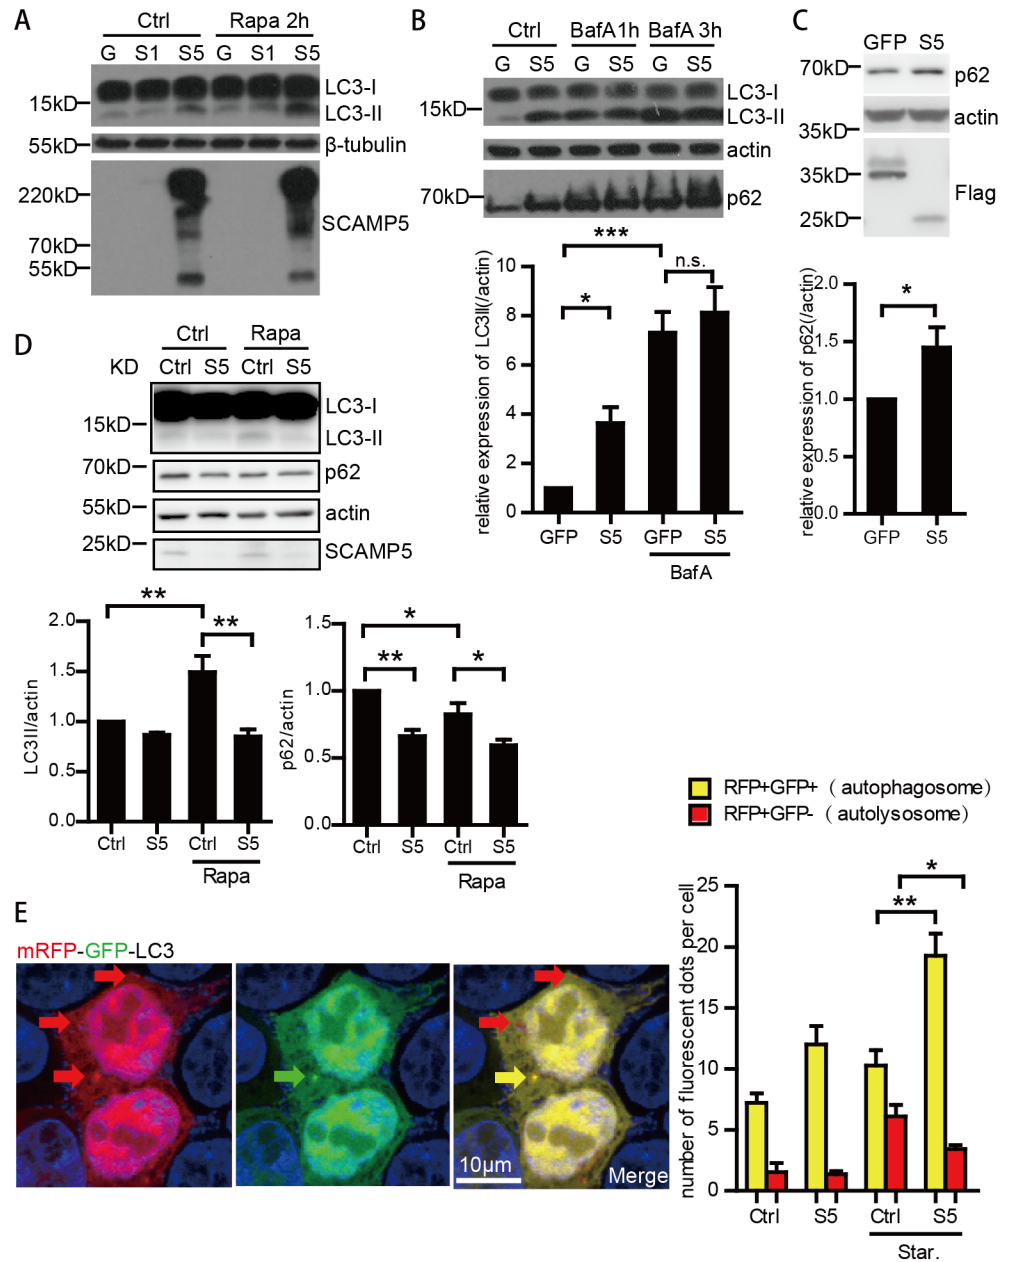 A
Ctrl Rapa 2h
G S1 S5 G S1 S5
LC3-I
15kD
LC3-II
55kD β-tubulin
220kD
SCAMP5
70kD
55kD
B
Ctrl BafA1h BafA 3h
G S5 G S5 G S5
LC3-I
15kD
LC3-II
actin
70kD p62
***
n.s.
*
relative expression of LC3II(/actin)
10
8
6
4
2
0
GFP S5 GFP S5
BafA
C
GFP S5
70kD p62
actin
35kD
35kD
Flag
25kD
*
relative expression of p62(/actin)
2.0
1.5
1.0
0.5
0.0
GFP S5
D
Ctrl Rapa
KD Ctrl S5 Ctrl S5
LC3-I
15kD
LC3-II
70kD p62
55kD actin
25kD SCAMP5
**
**
LC3II/actin
2.0
1.5
1.0
0.5
0.0
Ctrl S5 Ctrl S5
Rapa
*
** *
p62/actin
1.5
1.0
0.5
0.0
Ctrl S5 Ctrl S5
Rapa
E
mRFP-GFP-LC3
10μm
Merge
RFP+GFP+ ( autophagosome)
RFP+GFP- ( autolysosome)
*
**
number of fluorescent dots per cell
25
20
15
10
5
0
Ctrl S5 Ctrl S5
Star.